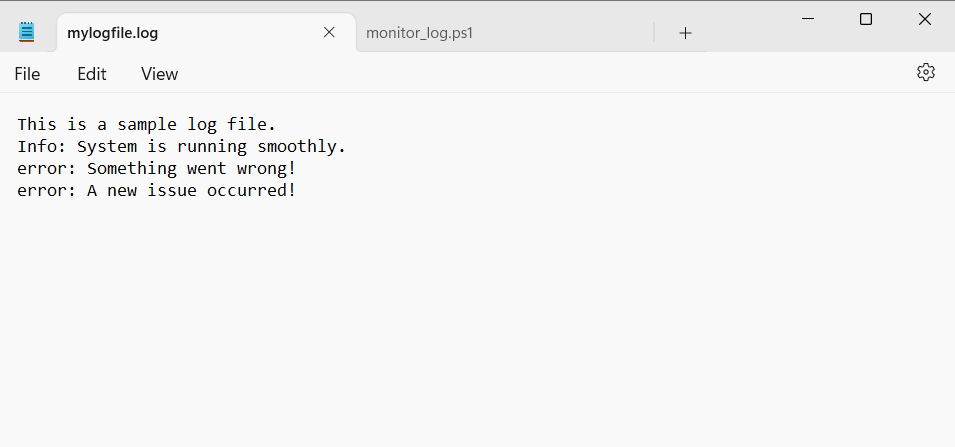 mylogfile.log
monitor_log.ps1
File Edit View
This is a sample log file.
Info: System is running smoothly.
error: Something went wrong!
error: A new issue occurred!